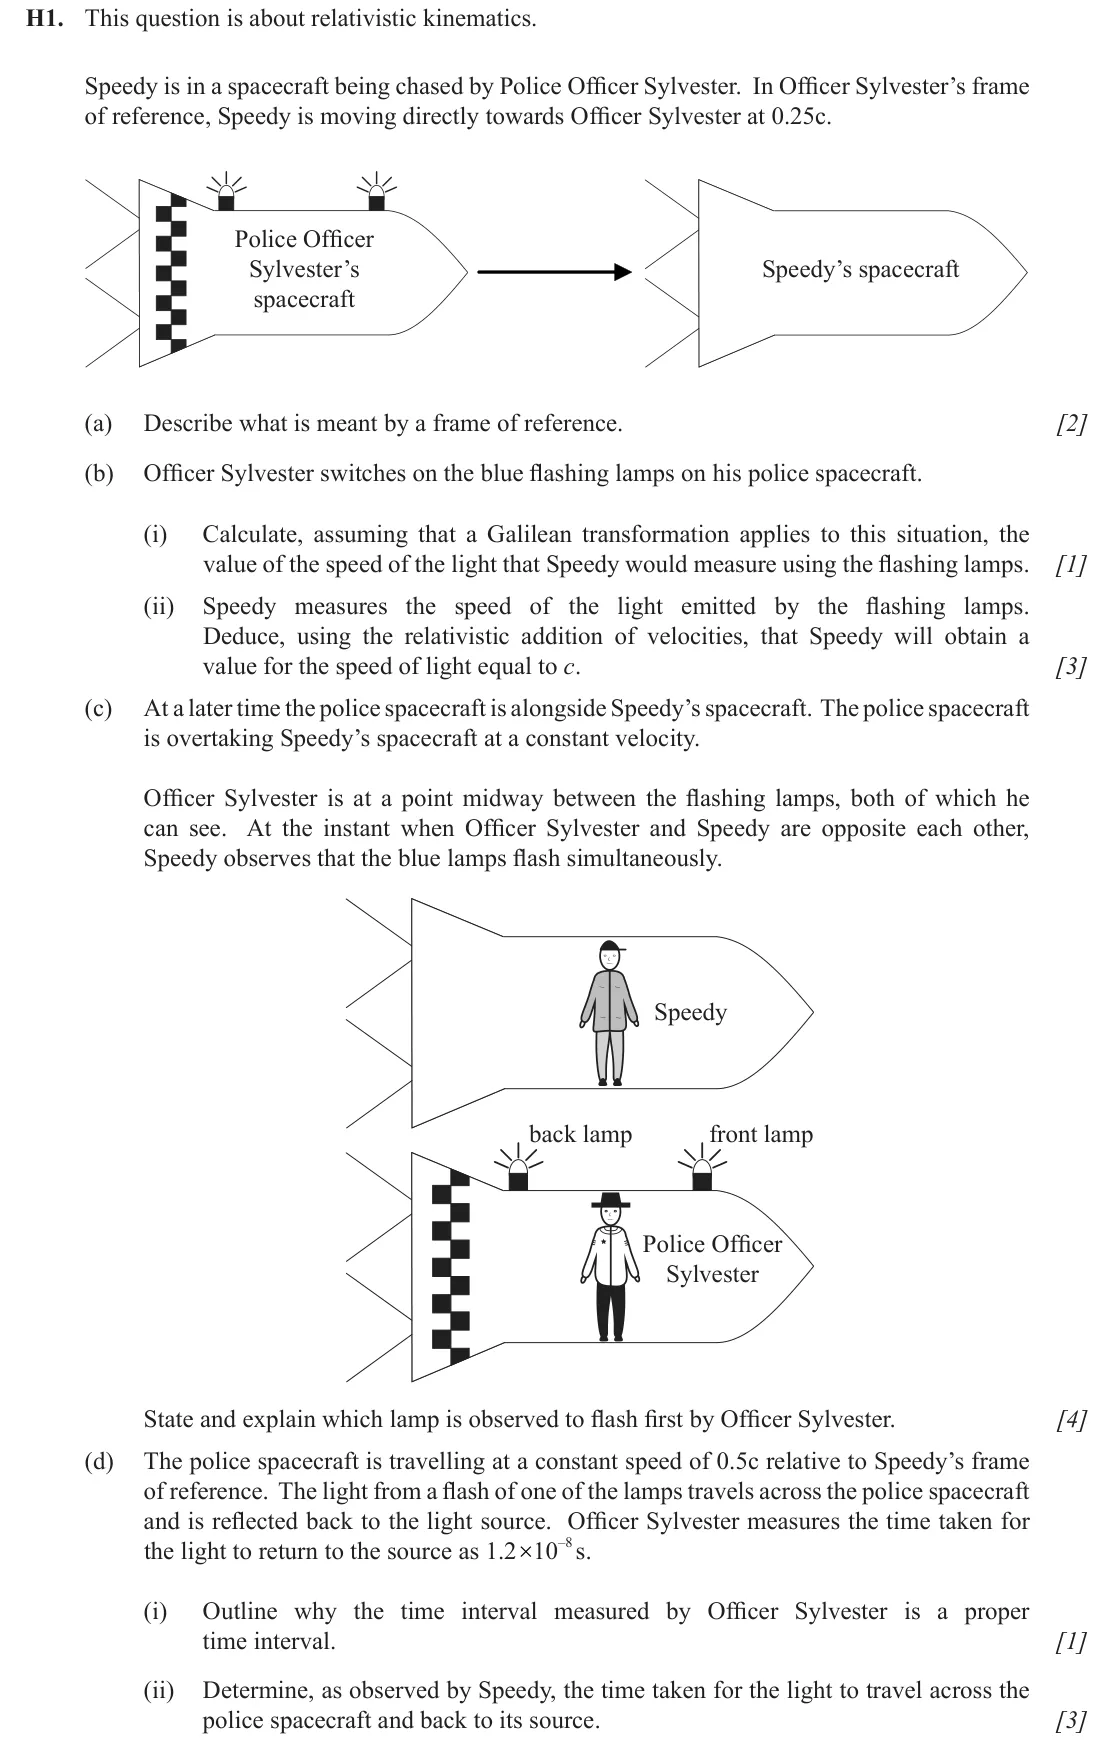 H1. This question is about relativistic kinematics.
Speedy is in a spacecraft being chased by Police Officer Sylvester. In Officer Sylvester's frame
of reference, Speedy is moving directly towards Officer Sylvester at 0.25c.
Police Officer
Sylvester's
spacecraft
Speedy's spacecraft
(a) Describe what is meant by a frame of reference. [2]
(b) Officer Sylvester switches on the blue flashing lamps on his police spacecraft.
(i) Calculate, assuming that a Galilean transformation applies to this situation, the
value of the speed of the light that Speedy would measure using the flashing lamps. [1]
(ii) Speedy measures the speed of the light emitted by the flashing lamps.
Deduce, using the relativistic addition of velocities, that Speedy will obtain a
value for the speed of light equal to c. [3]
(c) At a later time the police spacecraft is alongside Speedy's spacecraft. The police spacecraft
is overtaking Speedy's spacecraft at a constant velocity.
Officer Sylvester is at a point midway between the flashing lamps, both of which he
can see. At the instant when Officer Sylvester and Speedy are opposite each other,
Speedy observes that the blue lamps flash simultaneously.
Speedy
back lamp front lamp
Police Officer
Sylvester
State and explain which lamp is observed to flash first by Officer Sylvester. [4]
(d) The police spacecraft is travelling at a constant speed of 0.5c relative to Speedy's frame
of reference. The light from a flash of one of the lamps travels across the police spacecraft
and is reflected back to the light source. Officer Sylvester measures the time taken for
the light to return to the source as 1.2×10⁻⁸ s.
(i) Outline why the time interval measured by Officer Sylvester is a proper
time interval. [1]
(ii) Determine, as observed by Speedy, the time taken for the light to travel across the
police spacecraft and back to its source. [3]